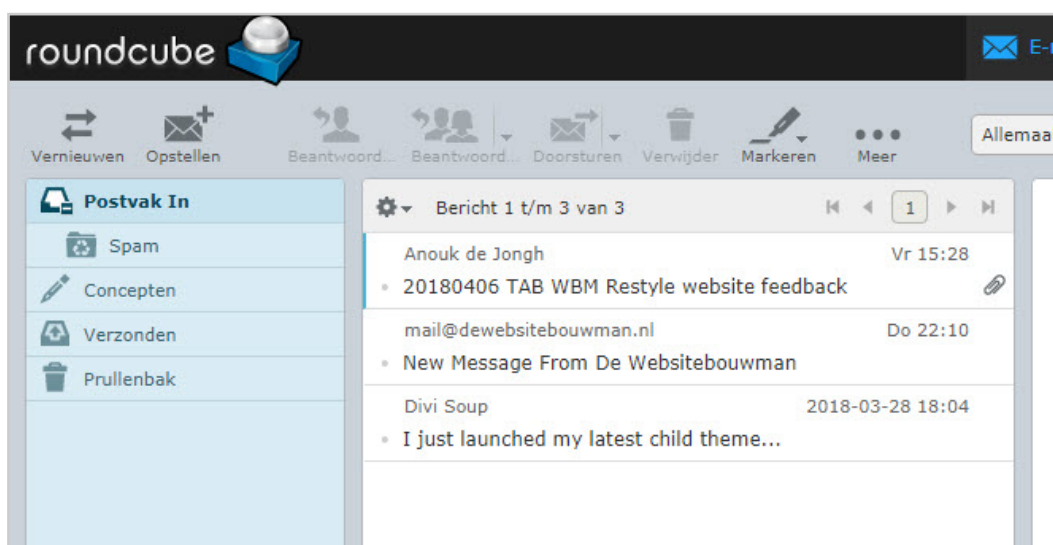 roundcube
E-
Vernieuwen Opstellen Beantwoord... Beantwoord... Doorsturen Verwijder Markeren Meer
Allemaa
Postvak In
Spam
Concepten
Verzonden
Prullenbak
Bericht 1 t/m 3 van 3 1
Anouk de Jongh Vr 15:28
20180406 TAB WBM Restyle website feedback
mail@dewebsitebouwman.nl Do 22:10
New Message From De Websitebouwman
Divi Soup 2018-03-28 18:04
I just launched my latest child theme...